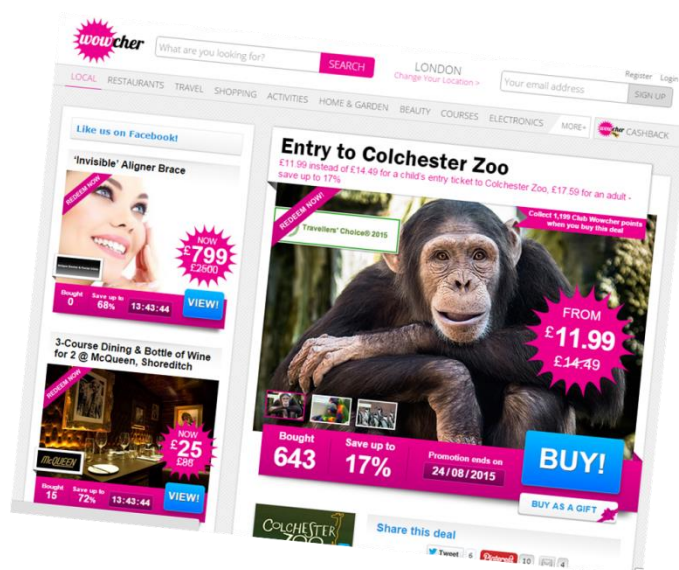 wowcher
What are you looking for?
SEARCH
LONDON
Change Your Location >
Your email address
Register Login
SIGN UP
LOCAL RESTAURANTS TRAVEL SHOPPING ACTIVITIES HOME & GARDEN BEAUTY COURSES ELECTRONICS MORE+ wowcher CASHBACK
Like us on Facebook!
'Invisible' Aligner Brace
REDEEM NOW
NOW
£799
£2500
Bought
0
Save up to
68%
13:43:44
VIEW!
3-Course Dining & Bottle of Wine
for 2 @ McQueen, Shoreditch
REDEEM NOW
McQUEEN
NOW
£25
£86
Bought
15
Save up to
72%
13:43:44
VIEW!
Entry to Colchester Zoo
£11.99 instead of £14.49 for a child's entry ticket to Colchester Zoo, £17.59 for an adult -
save up to 17%
REDEEM NOW!
Travellers' Choice® 2015
Collect 1,199 Club Wowcher points
when you buy this deal
FROM
£11.99
£14.49
Bought
643
Save up to
17%
Promotion ends on
24/08/2015
BUY!
BUY AS A GIFT
COLCHESTER
ZOO
Share this deal
Tweet 6 Pinterest 10 4